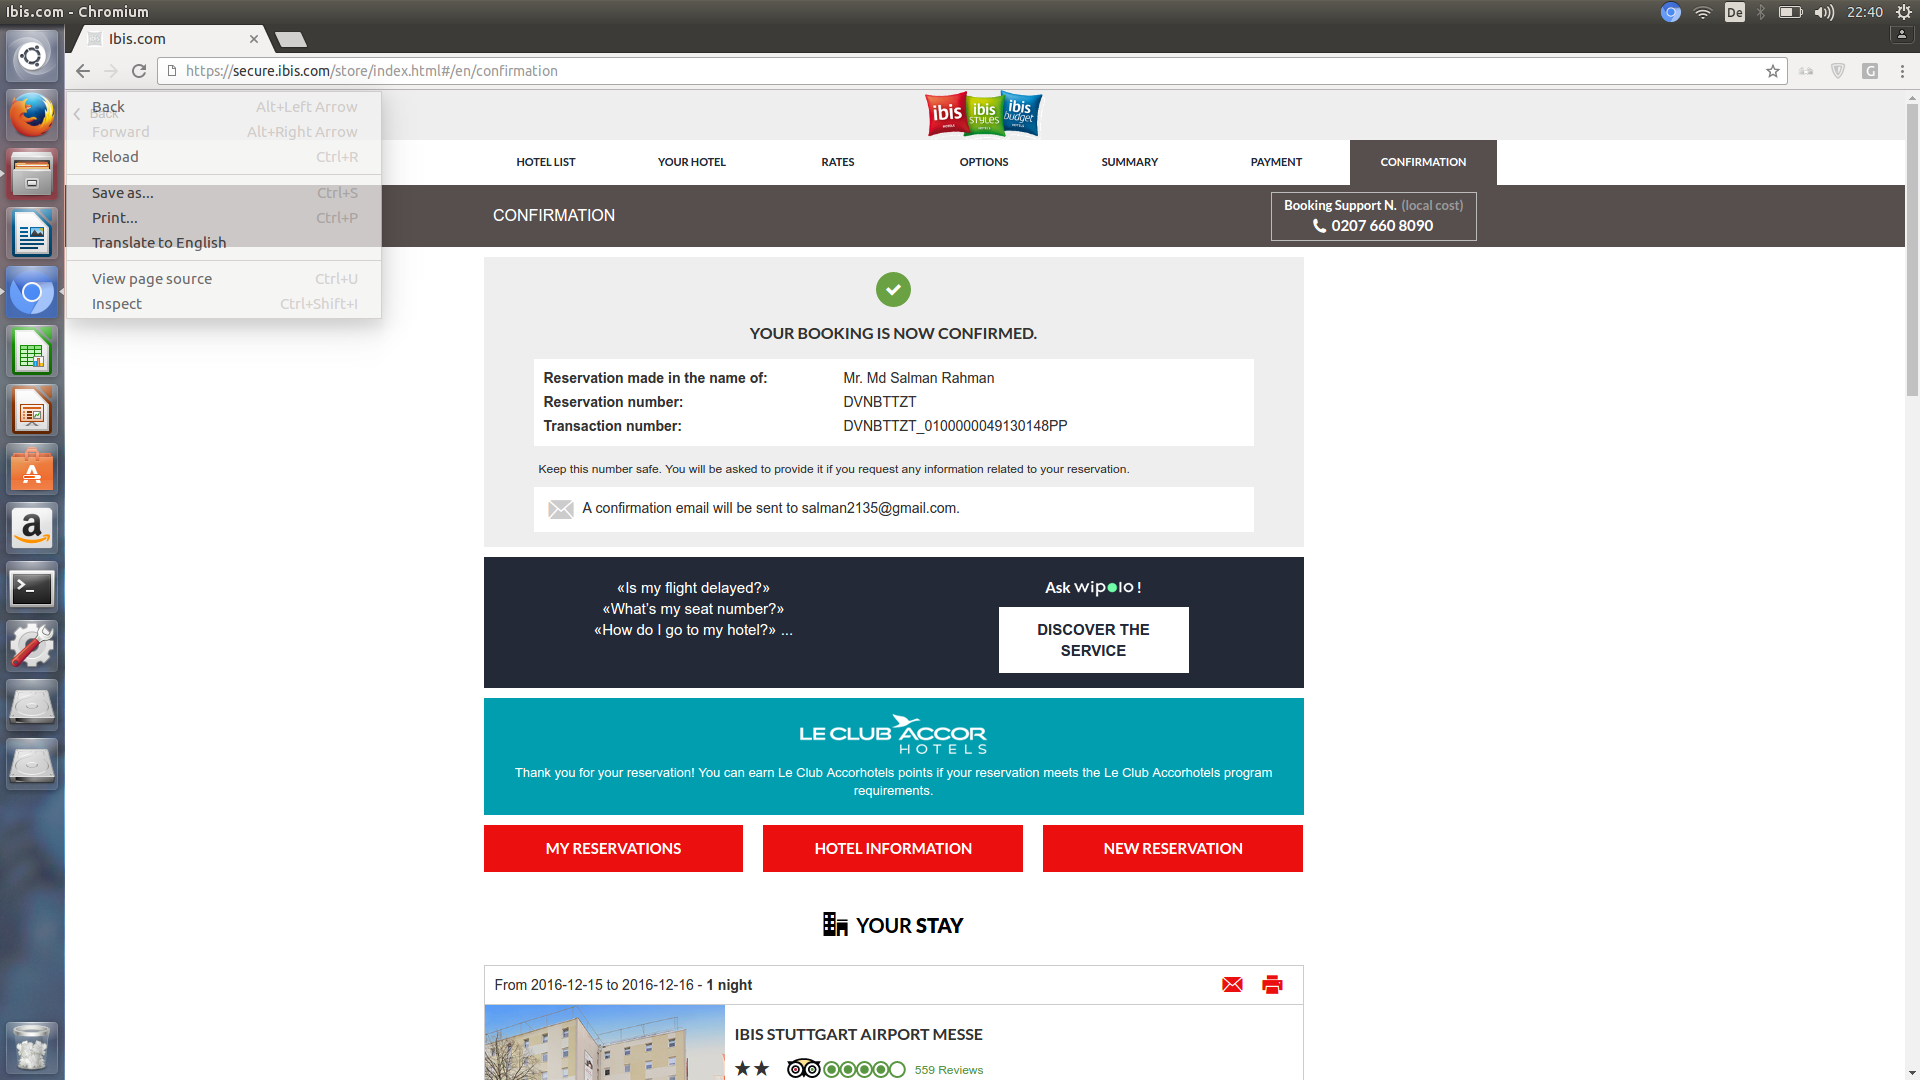 Ibis.com - Chromium
De
22:40
Ibis.com
https://secure.ibis.com/store/index.html#/en/confirmation
Back Alt+Left Arrow
Back
Forward Alt+Right Arrow
Reload Ctrl+R
Save as... Ctrl+S
Print... Ctrl+P
Translate to English
View page source Ctrl+U
Inspect Ctrl+Shift+I
ibis HOTELS ibis STYLES HOTELS ibis budget HOTELS
HOTEL LIST YOUR HOTEL RATES OPTIONS SUMMARY PAYMENT CONFIRMATION
CONFIRMATION
Booking Support N. (local cost)
0207 660 8090
YOUR BOOKING IS NOW CONFIRMED.
Reservation made in the name of: Mr. Md Salman Rahman
Reservation number: DVNBTTZT
Transaction number: DVNBTTZT_0100000049130148PP
Keep this number safe. You will be asked to provide it if you request any information related to your reservation.
A confirmation email will be sent to salman2135@gmail.com.
«Is my flight delayed?»
«What's my seat number?»
«How do I go to my hotel?» ...
Ask wipolo !
DISCOVER THE
SERVICE
LE CLUB ACCOR
HOTELS
Thank you for your reservation! You can earn Le Club Accorhotels points if your reservation meets the Le Club Accorhotels program
requirements.
MY RESERVATIONS HOTEL INFORMATION NEW RESERVATION
YOUR STAY
From 2016-12-15 to 2016-12-16 - 1 night
IBIS STUTTGART AIRPORT MESSE
559 Reviews